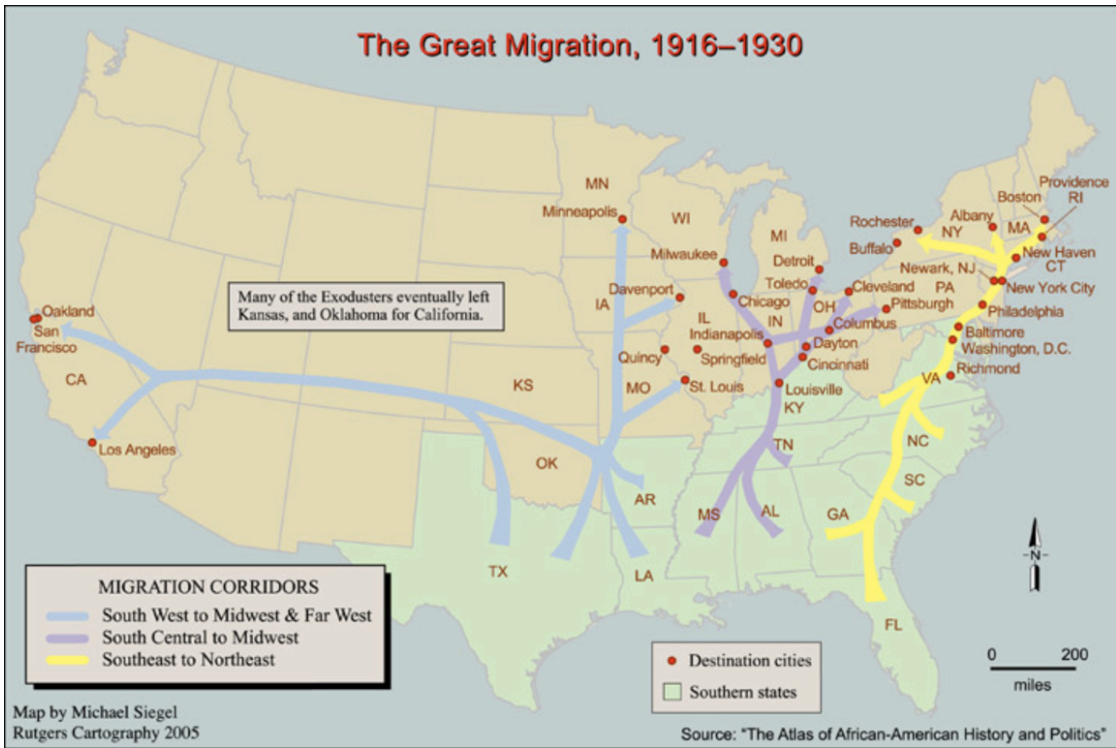 The Great Migration, 1916–1930
MN
Minneapolis
WI
MI
Milwaukee
Detroit
Rochester
Buffalo
Albany
NY
Boston
Providence
RI
MA
New Haven
CT
Newark, NJ
New York City
PA
Toledo
Cleveland
OH
Pittsburgh
Philadelphia
Davenport
IA
Chicago
IL
IN
Indianapolis
Columbus
Baltimore
Washington, D.C.
Many of the Exodusters eventually left
Kansas, and Oklahoma for California.
Oakland
San
Francisco
CA
Quincy
Springfield
Dayton
Cincinnati
Richmond
VA
KS
MO
St. Louis
Louisville
KY
Los Angeles
OK
AR
TN
NC
SC
MS
AL
GA
TX
LA
FL
N
MIGRATION CORRIDORS
South West to Midwest & Far West
South Central to Midwest
Southeast to Northeast
Destination cities
Southern states
0 200
miles
Map by Michael Siegel
Rutgers Cartography 2005
Source: "The Atlas of African-American History and Politics"